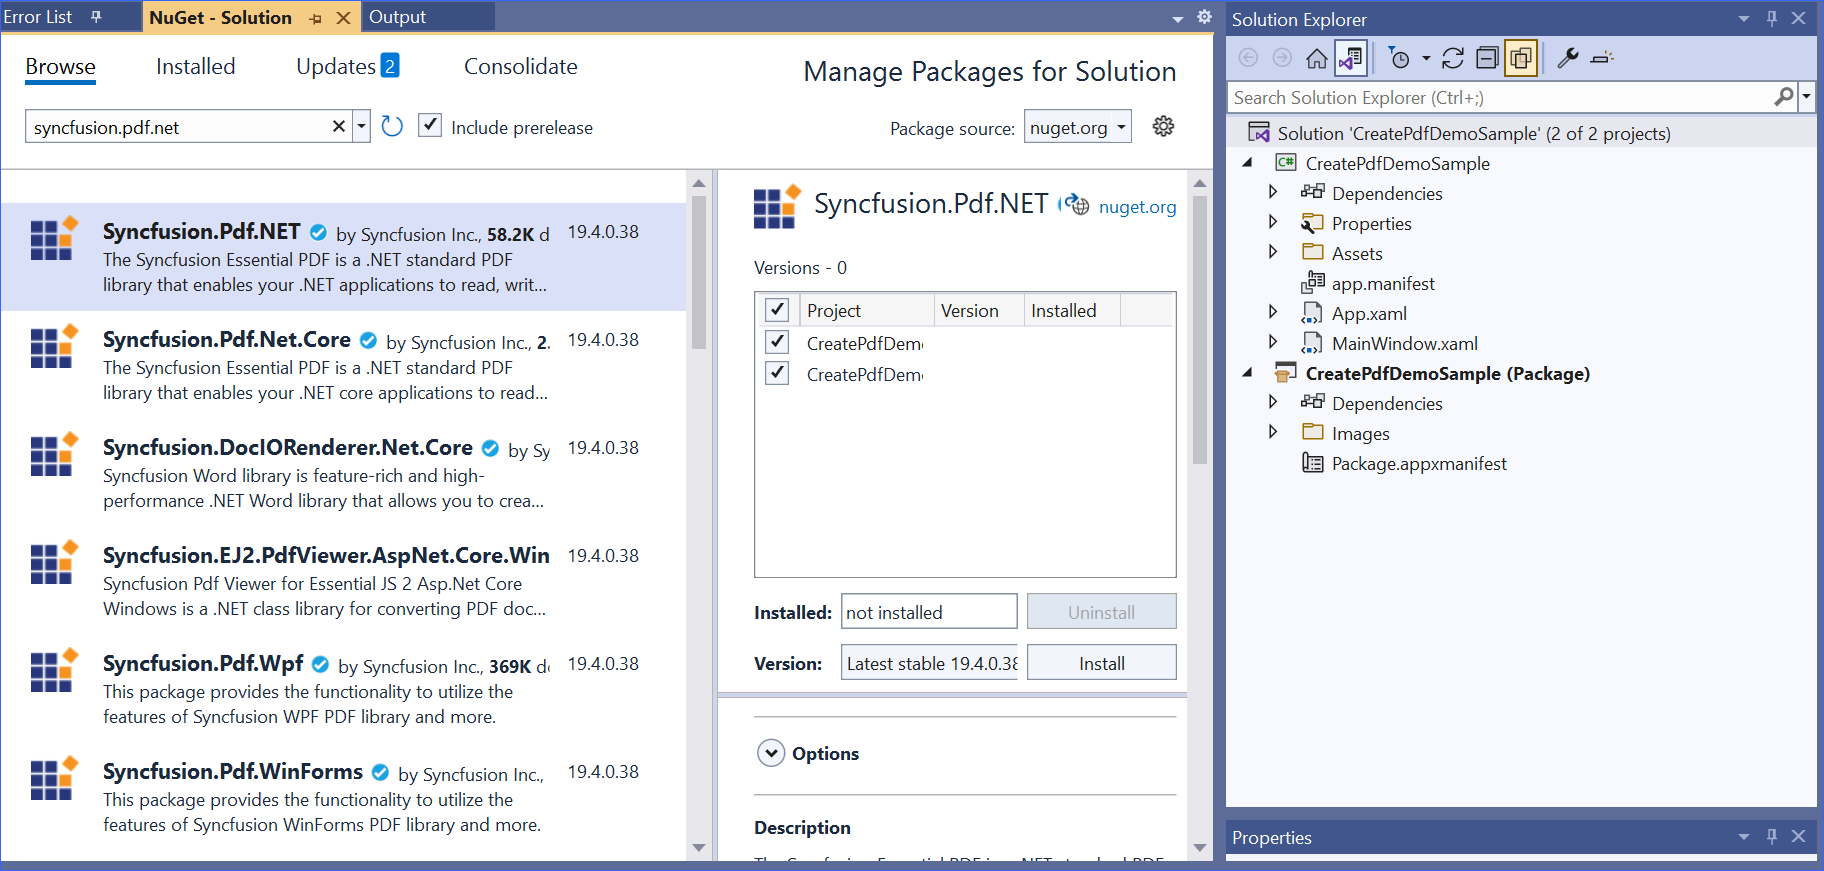 Error List
NuGet - Solution
Output
Browse
Installed
Updates 2
Consolidate
Manage Packages for Solution
syncfusion.pdf.net
Include prerelease
Package source: nuget.org
Syncfusion.Pdf.NET by Syncfusion Inc., 58.2K d 19.4.0.38
The Syncfusion Essential PDF is a .NET standard PDF
library that enables your .NET applications to read, writ...
Syncfusion.Pdf.Net.Core by Syncfusion Inc., 2. 19.4.0.38
The Syncfusion Essential PDF is a .NET standard PDF
library that enables your .NET core applications to read...
Syncfusion.DocIORenderer.Net.Core by Sy 19.4.0.38
Syncfusion Word library is feature-rich and high-
performance .NET Word library that allows you to crea...
Syncfusion.EJ2.PdfViewer.AspNet.Core.Win 19.4.0.38
Syncfusion Pdf Viewer for Essential JS 2 Asp.Net Core
Windows is a .NET class library for converting PDF doc...
Syncfusion.Pdf.Wpf by Syncfusion Inc., 369K d 19.4.0.38
This package provides the functionality to utilize the
features of Syncfusion WPF PDF library and more.
Syncfusion.Pdf.WinForms by Syncfusion Inc., 19.4.0.38
This package provides the functionality to utilize the
features of Syncfusion WinForms PDF library and more.
Syncfusion.Pdf.NET nuget.org
Versions - 0
Project Version Installed
CreatePdfDem
CreatePdfDem
Installed: not installed Uninstall
Version: Latest stable 19.4.0.38 Install
Options
Description
The Syncfusion Essential PDF is a .NET standard PDF
Solution Explorer
Search Solution Explorer (Ctrl+;)
Solution 'CreatePdfDemoSample' (2 of 2 projects)
C# CreatePdfDemoSample
Dependencies
Properties
Assets
app.manifest
App.xaml
MainWindow.xaml
CreatePdfDemoSample (Package)
Dependencies
Images
Package.appxmanifest
Properties